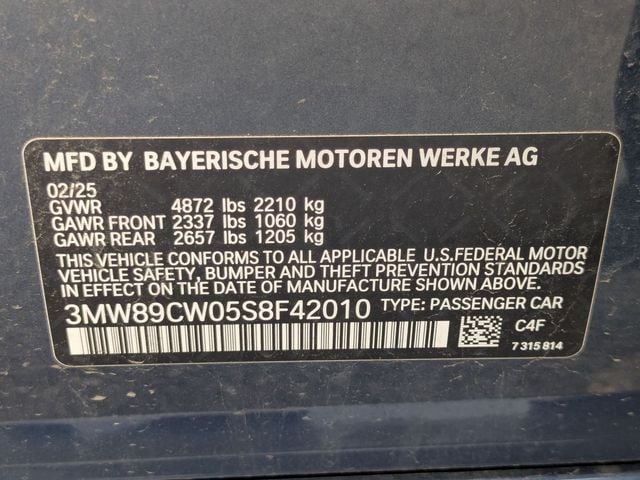 MFD BY BAYERISCHE MOTOREN WERKE AG
02/25
GVWR 4872 lbs 2210 kg
GAWR FRONT 2337 lbs 1060 kg
GAWR REAR 2657 lbs 1205 kg
THIS VEHICLE CONFORMS TO ALL APPLICABLE U.S.FEDERAL MOTOR
VEHICLE SAFETY, BUMPER AND THEFT PREVENTION STANDARDS
IN EFFECT ON THE DATE OF MANUFACTURE SHOWN ABOVE.
3MW89CW05S8F42010 TYPE: PASSENGER CAR
C4F
7 315 814